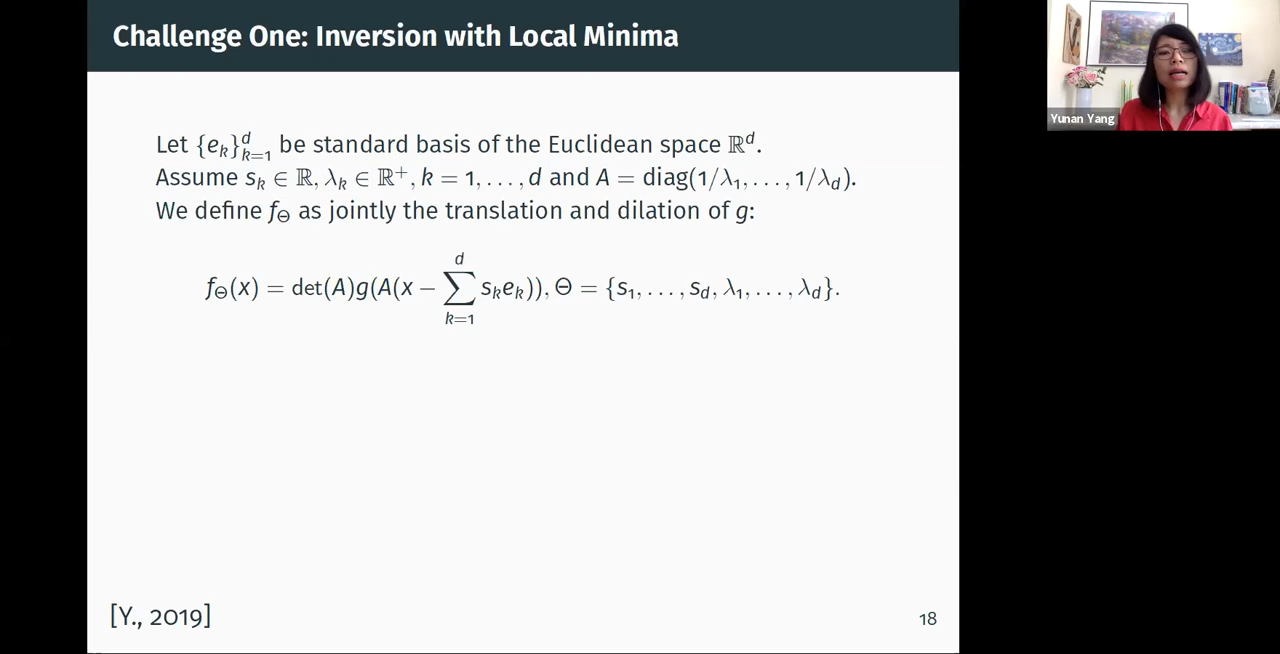 Challenge One: Inversion with Local Minima
Let {e_k}_{k=1}^d be standard basis of the Euclidean space ℝ^d.
Assume s_k ∈ ℝ, λ_k ∈ ℝ^+, k = 1, . . . , d and A = diag(1/λ_1, . . . , 1/λ_d).
We define f_Θ as jointly the translation and dilation of g:
f_Θ(x) = det(A)g(A(x − ∑_{k=1}^d s_k e_k)), Θ = {s_1, . . . , s_d, λ_1, . . . , λ_d}.
[Y., 2019]
18
Yunan Yang